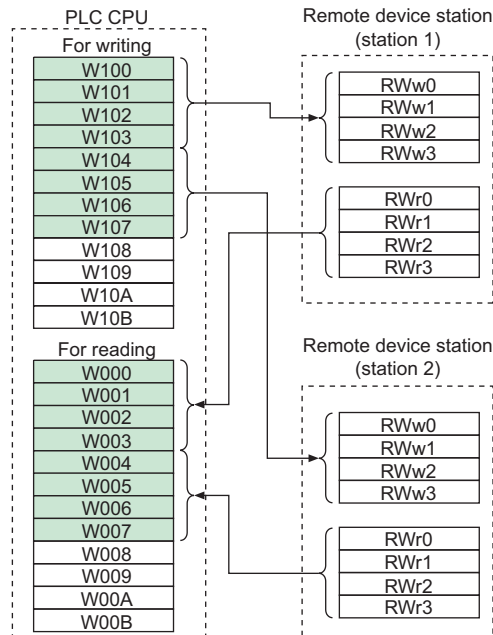 PLC CPU
For writing
W100
W101
W102
W103
W104
W105
W106
W107
W108
W109
W10A
W10B
For reading
W000
W001
W002
W003
W004
W005
W006
W007
W008
W009
W00A
W00B
Remote device station
(station 1)
RWw0
RWw1
RWw2
RWw3
RWr0
RWr1
RWr2
RWr3
Remote device station
(station 2)
RWw0
RWw1
RWw2
RWw3
RWr0
RWr1
RWr2
RWr3